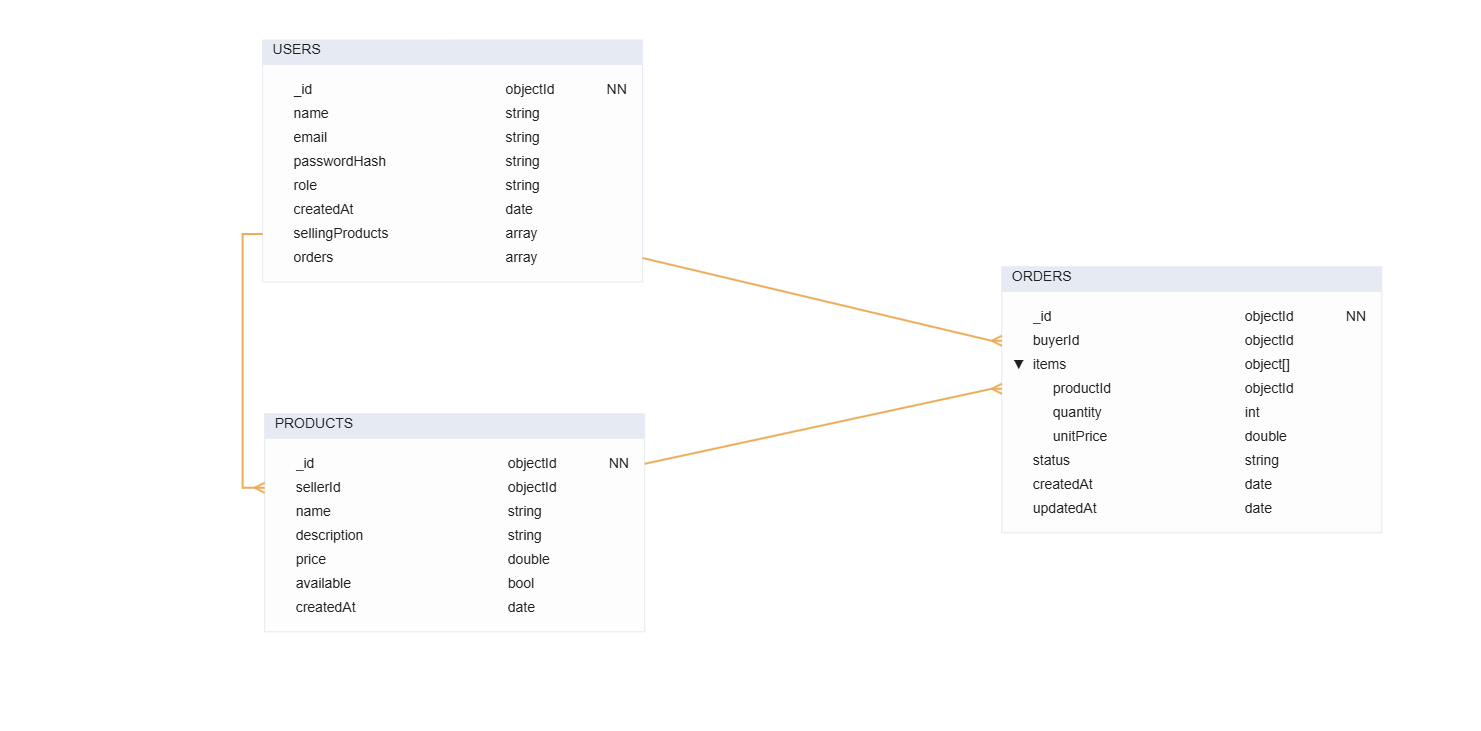 USERS
_id objectId NN
name string
email string
passwordHash string
role string
createdAt date
sellingProducts array
orders array
ORDERS
_id objectId NN
buyerId objectId
items object[]
productId objectId
quantity int
unitPrice double
status string
createdAt date
updatedAt date
PRODUCTS
_id objectId NN
sellerId objectId
name string
description string
price double
available bool
createdAt date